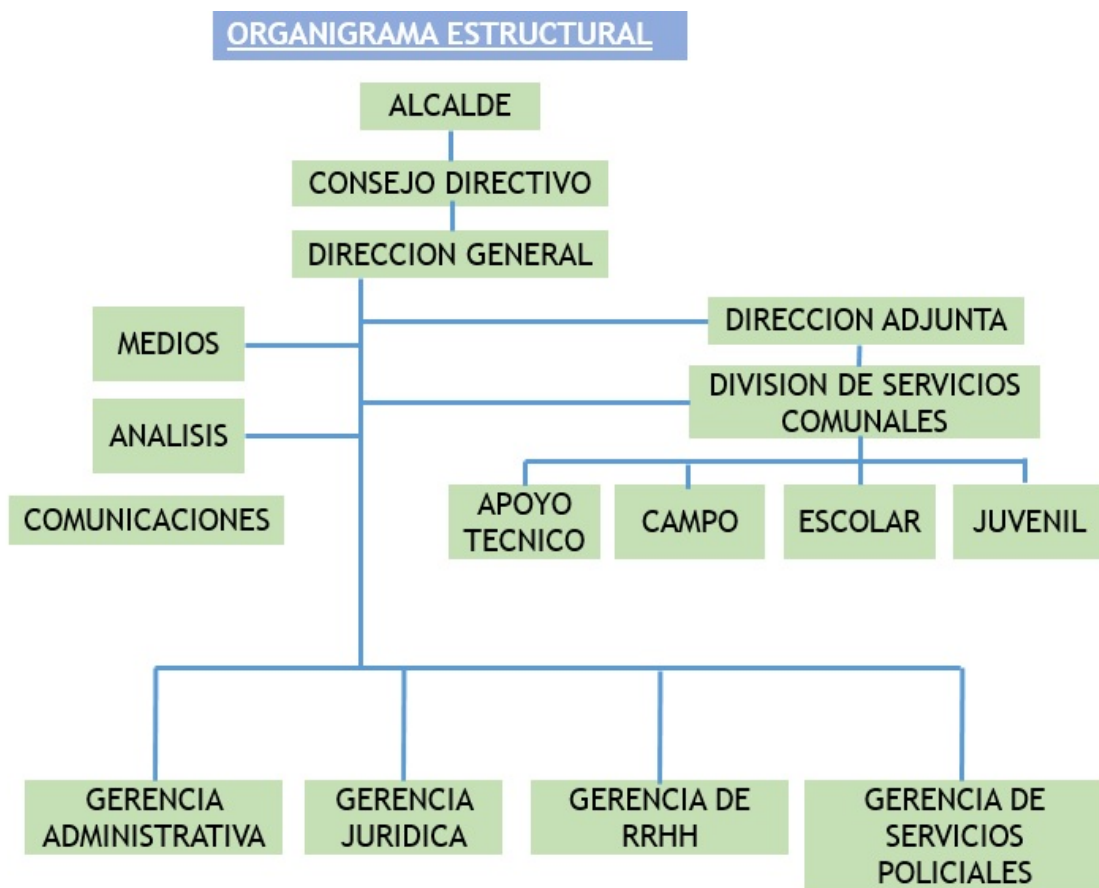 ORGANIGRAMA ESTRUCTURAL
ALCALDE
CONSEJO DIRECTIVO
DIRECCION GENERAL
MEDIOS
DIRECCION ADJUNTA
DIVISION DE SERVICIOS
COMUNALES
ANALISIS
COMUNICACIONES
APOYO
TECNICO
CAMPO
ESCOLAR
JUVENIL
GERENCIA
ADMINISTRATIVA
GERENCIA
JURIDICA
GERENCIA DE
RRHH
GERENCIA DE
SERVICIOS
POLICIALES